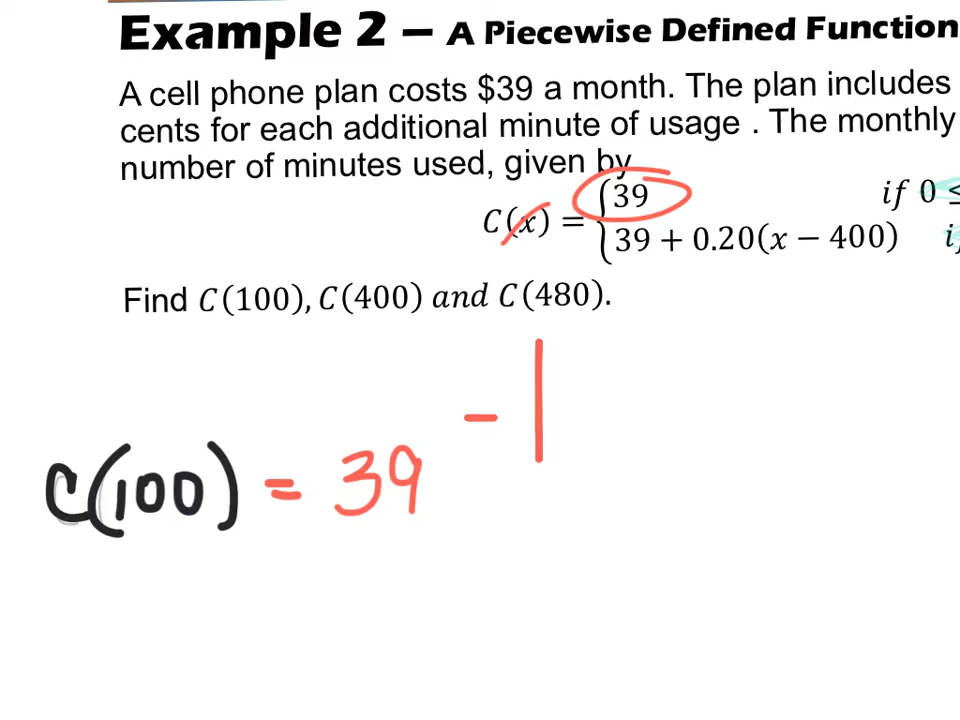 Example 2 – A Piecewise Defined Function
A cell phone plan costs $39 a month. The plan includes
cents for each additional minute of usage . The monthly
number of minutes used, given by
C(x) = { 39 if 0 ≤
39 + 0.20(x − 400)
Find C(100), C(400) and C(480).
C(100) = 39 - |